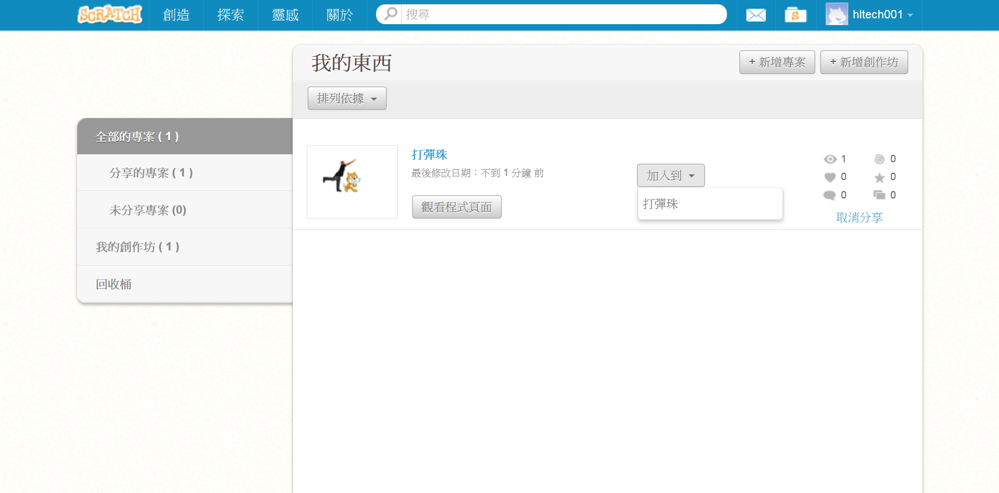 SCRATCH 創造 探索 靈感 關於 搜尋 S hltech001
我的東西 + 新增專案 + 新增創作坊
排列依據
全部的專案 ( 1 )
分享的專案 ( 1 )
未分享專案 (0)
我的創作坊 ( 1 )
回收桶
打彈珠
最後修改日期：不到 1 分鐘 前
觀看程式頁面
加入到
打彈珠
1 0
0 0
0 0
取消分享